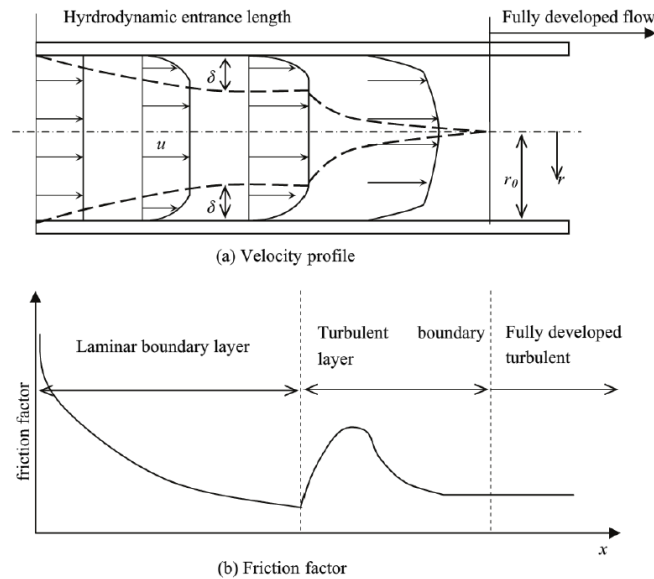 Hyrdrodynamic entrance length
Fully developed flow
δ
u
r0
r
δ
(a) Velocity profile
friction factor
Laminar boundary layer
Turbulent boundary
layer
Fully developed
turbulent
x
(b) Friction factor